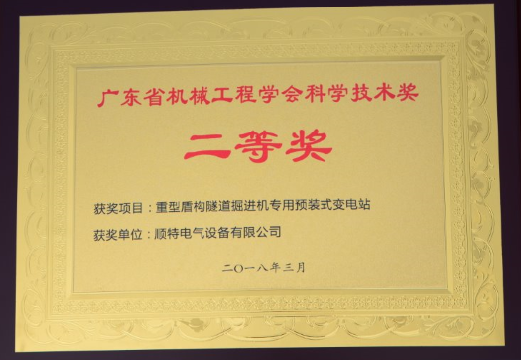 广东省机械工程学会科学技术奖
二等奖
获奖项目：重型盾构隧道掘进机专用预装式变电站
获奖单位：顺特电气设备有限公司
二〇一八年三月